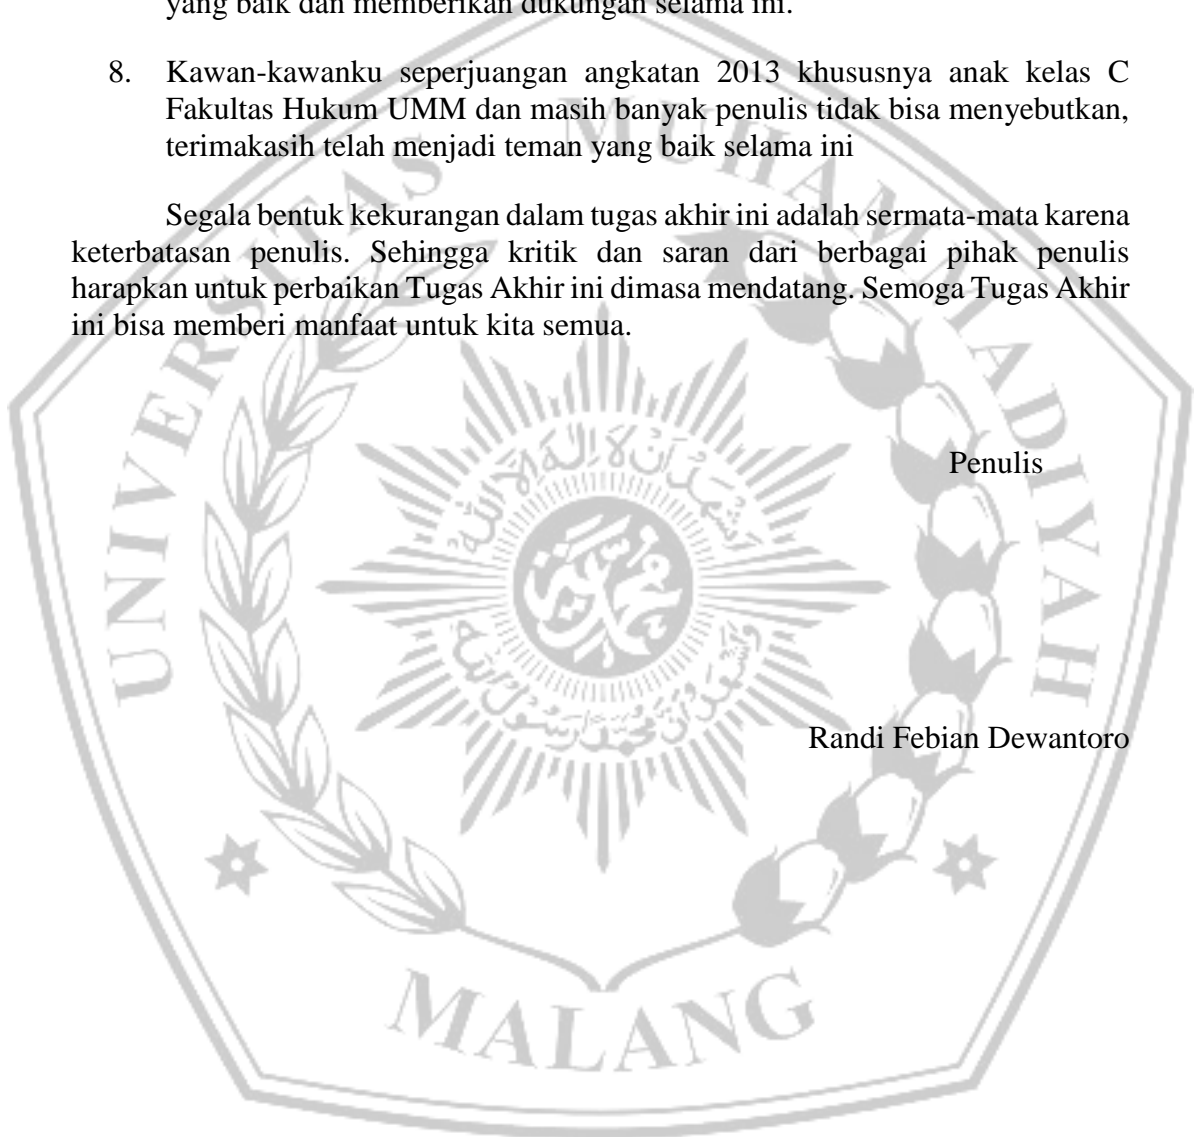 yang baik dan memberikan dukungan selama ini.
8. Kawan-kawanku seperjuangan angkatan 2013 khususnya anak kelas C
Fakultas Hukum UMM dan masih banyak penulis tidak bisa menyebutkan,
terimakasih telah menjadi teman yang baik selama ini
Segala bentuk kekurangan dalam tugas akhir ini adalah sermata-mata karena
keterbatasan penulis. Sehingga kritik dan saran dari berbagai pihak penulis
harapkan untuk perbaikan Tugas Akhir ini dimasa mendatang. Semoga Tugas Akhir
ini bisa memberi manfaat untuk kita semua.
Penulis
Randi Febian Dewantoro
UNIVERSITAS MUHAMMADIYAH
MALANG